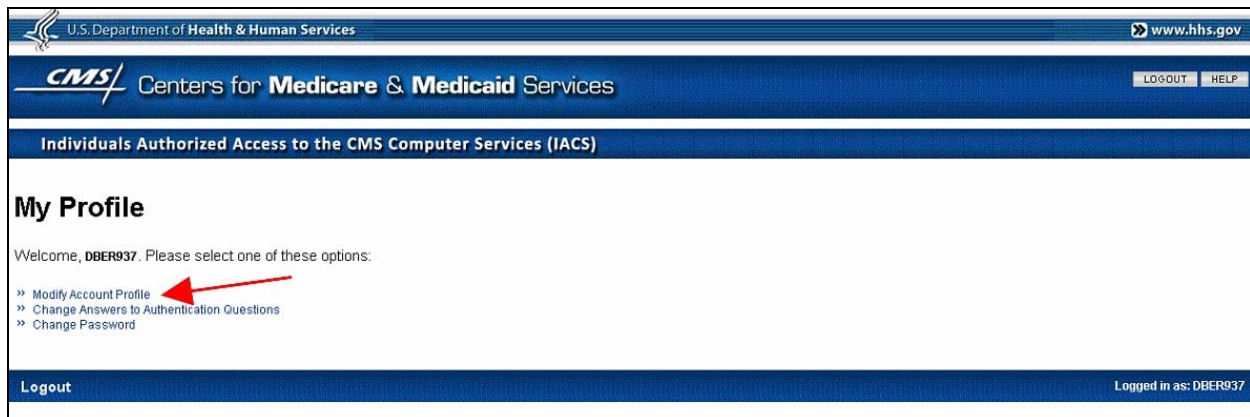 U.S. Department of Health & Human Services
www.hhs.gov
CMS/ Centers for Medicare & Medicaid Services
LOGOUT HELP
Individuals Authorized Access to the CMS Computer Services (IACS)
My Profile
Welcome, DBER937. Please select one of these options:
» Modify Account Profile
» Change Answers to Authentication Questions
» Change Password
Logout
Logged in as: DBER937